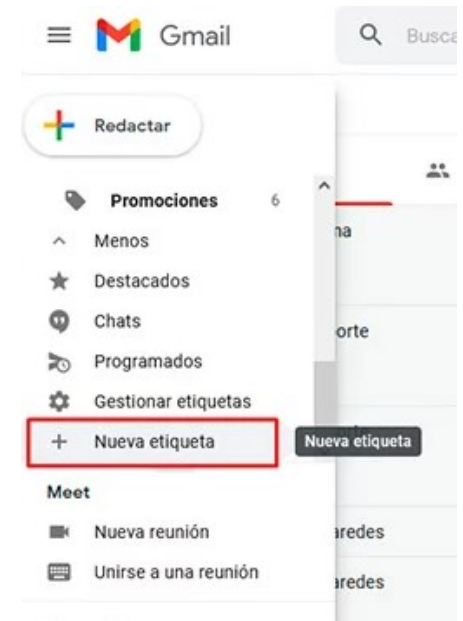 Gmail
Busca
Redactar
Promociones 6
na
Menos
Destacados
Chats
orte
Programados
Gestionar etiquetas
Nueva etiqueta
Nueva etiqueta
Meet
Nueva reunión
aredes
Unirse a una reunión
aredes